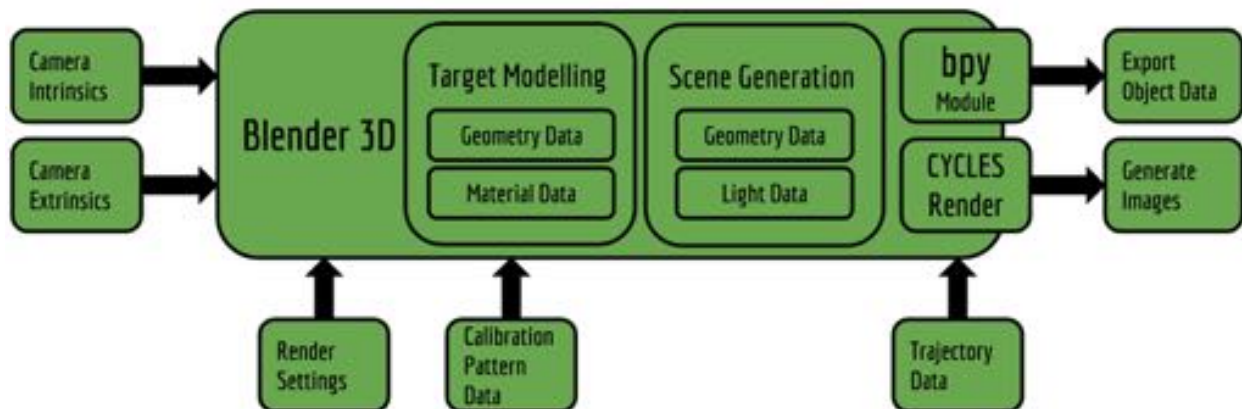 Camera
Intrinsics
Camera
Extrinsics
Blender 3D
Target Modelling
Geometry Data
Material Data
Scene Generation
Geometry Data
Light Data
bpy
Module
CYCLES
Render
Export
Object Data
Generate
Images
Render
Settings
Calibration
Pattern
Data
Trajectory
Data